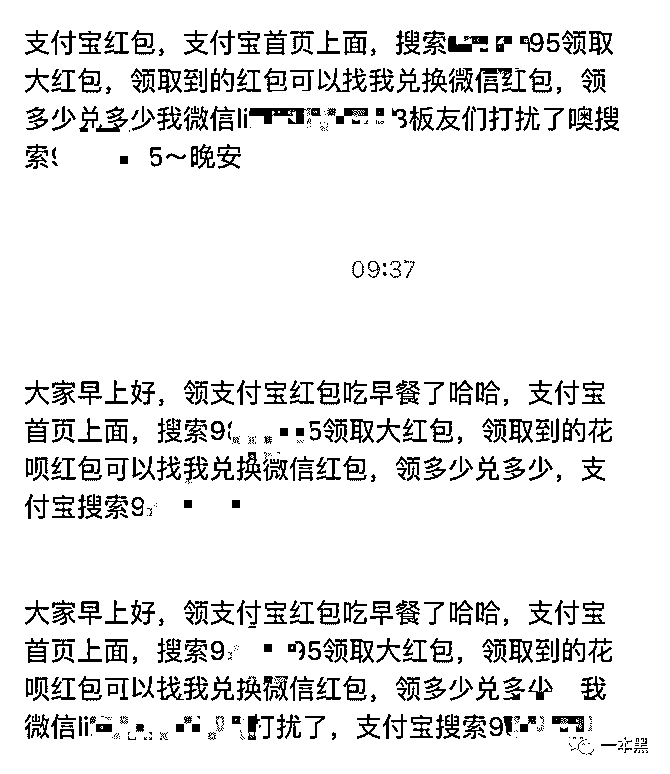 支付宝红包，支付宝首页上面，搜索95领取
大红包，领取到的红包可以找我兑换微信红包，领
多少兑多少我微信li3板友们打扰了噢搜
索9 5～晚安
09:37
大家早上好，领支付宝红包吃早餐了哈哈，支付宝
首页上面，搜索95领取大红包，领取到的花
呗红包可以找我兑换微信红包，领多少兑多少，支
付宝搜索9
大家早上好，领支付宝红包吃早餐了哈哈，支付宝
首页上面，搜索9 95领取大红包，领取到的花
呗红包可以找我兑换微信红包，领多少兑多少 我
微信li打扰了，支付宝搜索9
一本黑